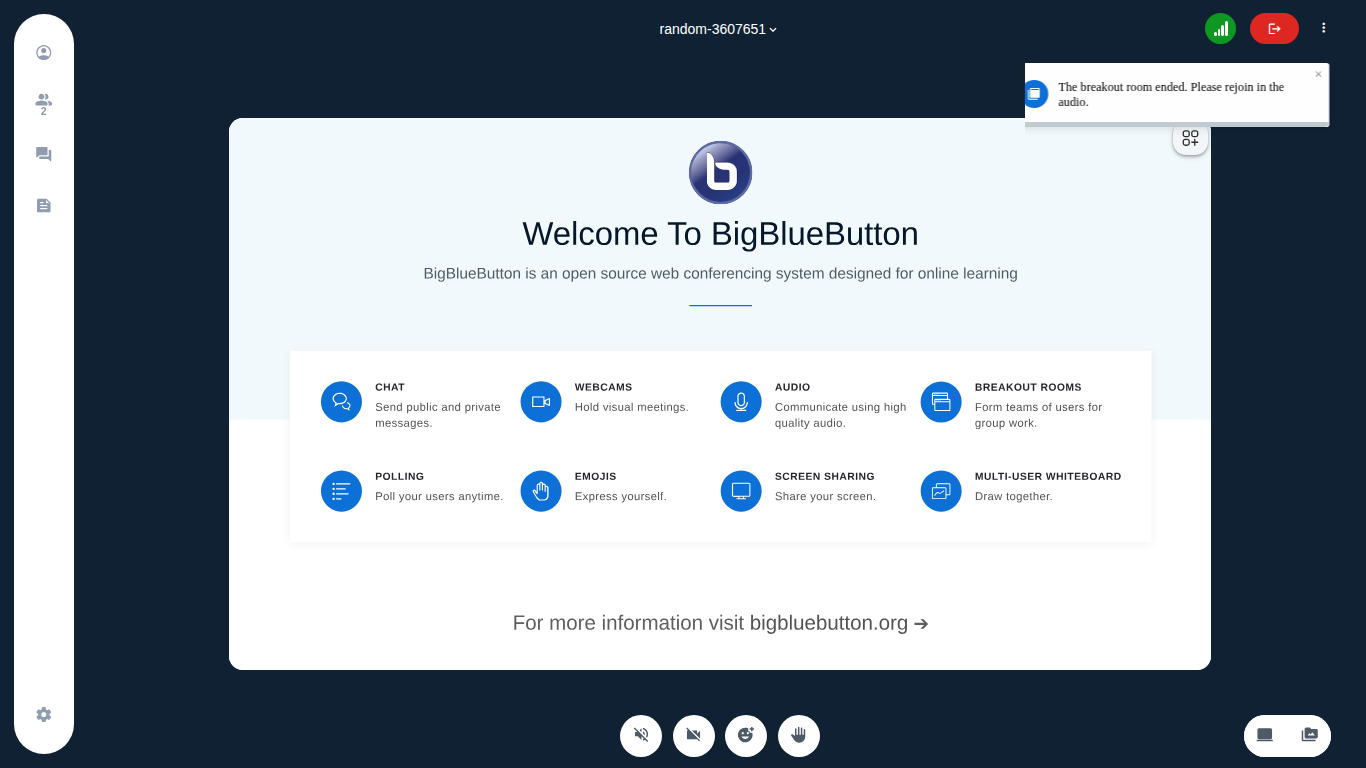 random-3607651
2
The breakout room ended. Please rejoin in the
audio.
Welcome To BigBlueButton
BigBlueButton is an open source web conferencing system designed for online learning
CHAT
Send public and private
messages.
WEBCAMS
Hold visual meetings.
AUDIO
Communicate using high
quality audio.
BREAKOUT ROOMS
Form teams of users for
group work.
POLLING
Poll your users anytime.
EMOJIS
Express yourself.
SCREEN SHARING
Share your screen.
MULTI-USER WHITEBOARD
Draw together.
For more information visit bigbluebutton.org ➔